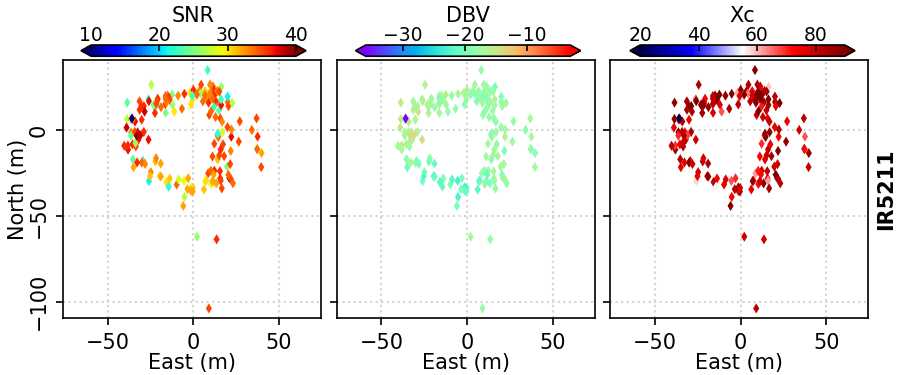 SNR DBV Xc
10 20 30 40 −30 −20 −10 20 40 60 80
0
−50
−100
North (m)
IR5211
−50 0 50 −50 0 50 −50 0 50
East (m) East (m) East (m)